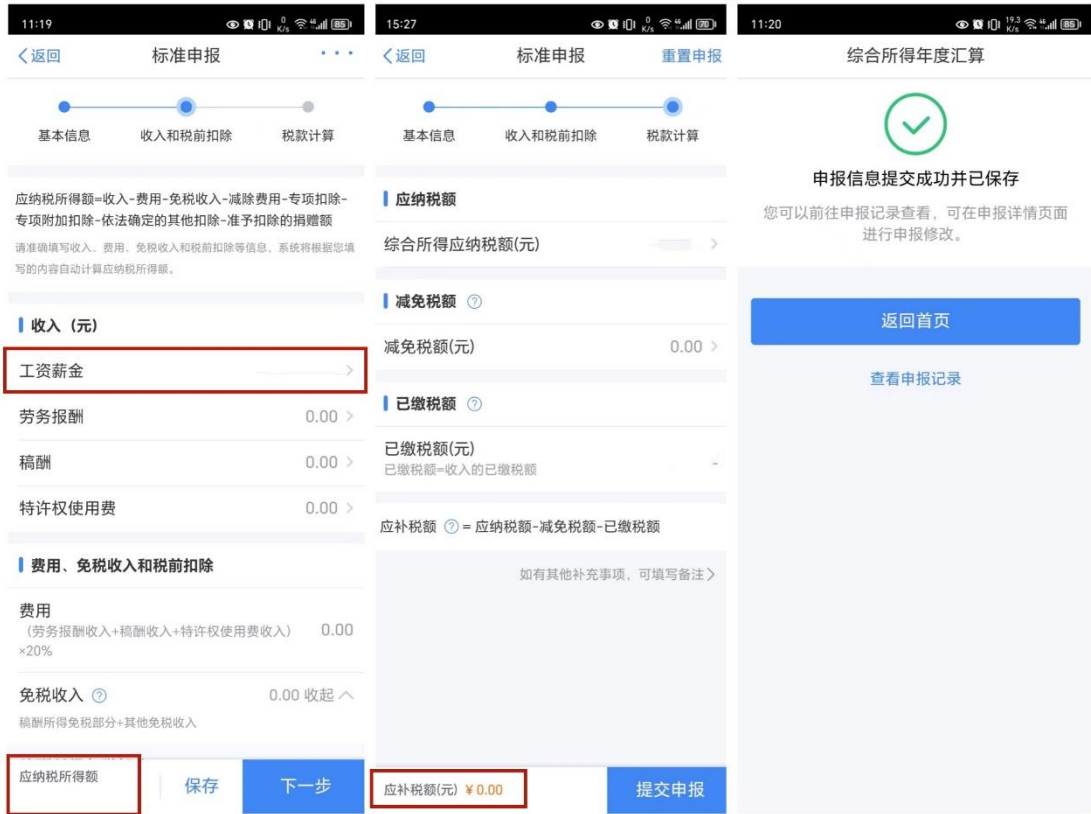 11:19
0 K/s 85
返回
标准申报
基本信息
收入和税前扣除
税款计算
应纳税所得额=收入-费用-免税收入-减除费用-专项扣除-
专项附加扣除-依法确定的其他扣除-准予扣除的捐赠额
请准确填写收入、费用、免税收入和税前扣除等信息，系统将根据您填
写的内容自动计算应纳税所得额。
收入（元）
工资薪金
劳务报酬 0.00
稿酬 0.00
特许权使用费 0.00
费用、免税收入和税前扣除
费用
（劳务报酬收入+稿酬收入+特许权使用费收入） 0.00
×20%
免税收入 0.00 收起
稿酬所得免税部分+其他免税收入
应纳税所得额
保存
下一步
15:27
0 K/s 70
返回
标准申报
重置申报
基本信息
收入和税前扣除
税款计算
应纳税额
综合所得应纳税额(元)
减免税额
减免税额(元) 0.00
已缴税额
已缴税额(元)
已缴税额=收入的已缴税额
应补税额 = 应纳税额-减免税额-已缴税额
如有其他补充事项，可填写备注
应补税额(元) ¥0.00
提交申报
11:20
19.3 K/s 85
综合所得年度汇算
申报信息提交成功并已保存
您可以前往申报记录查看，可在申报详情页面
进行申报修改。
返回首页
查看申报记录